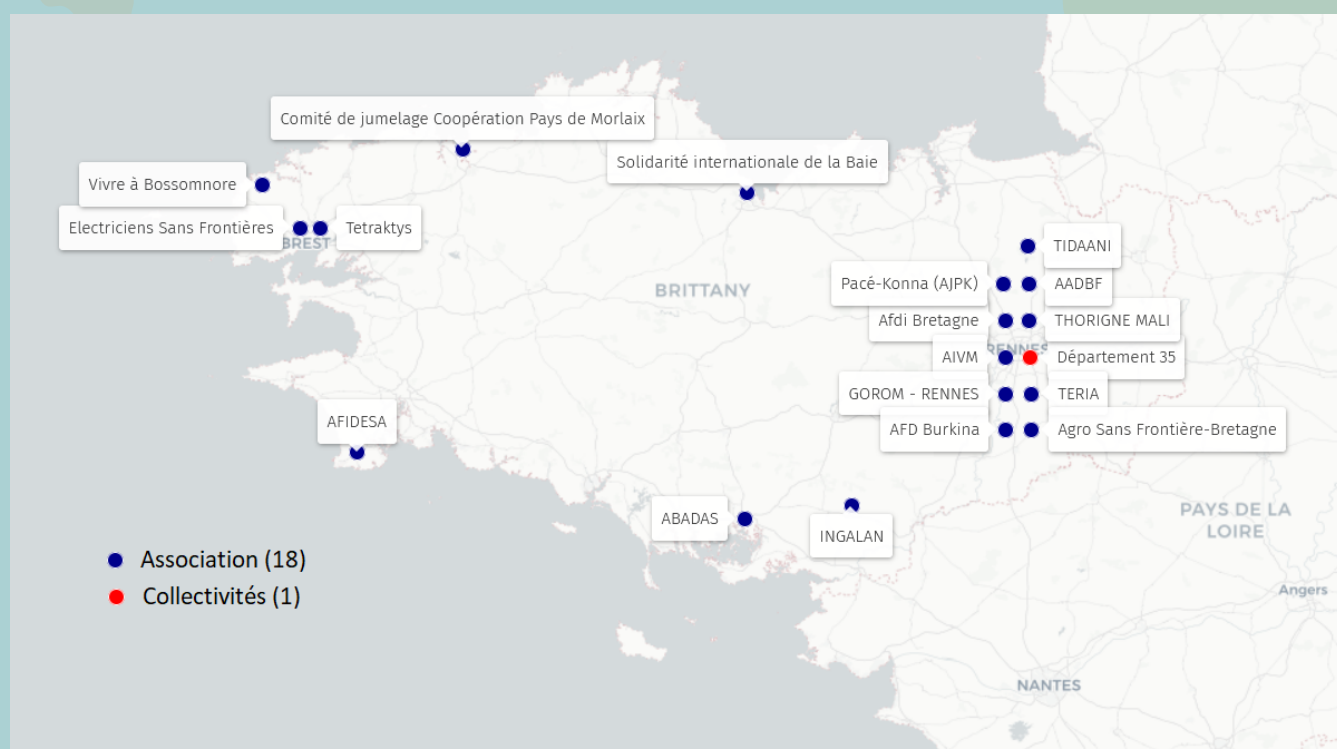 Comité de jumelage Coopération Pays de Morlaix
Solidarité internationale de la Baie
Vivre à Bossomnore
Electriciens Sans Frontières
Tetraktys
BREST
TIDAANI
Pacé-Konna (AJPK)
AADBF
BRITTANY
Afdi Bretagne
THORIGNE MALI
RENNES
AIVM
Département 35
GOROM - RENNES
TERIA
AFIDESA
AFD Burkina
Agro Sans Frontière-Bretagne
ABADAS
INGALAN
PAYS DE LA
LOIRE
Association (18)
Collectivités (1)
Angers
NANTES